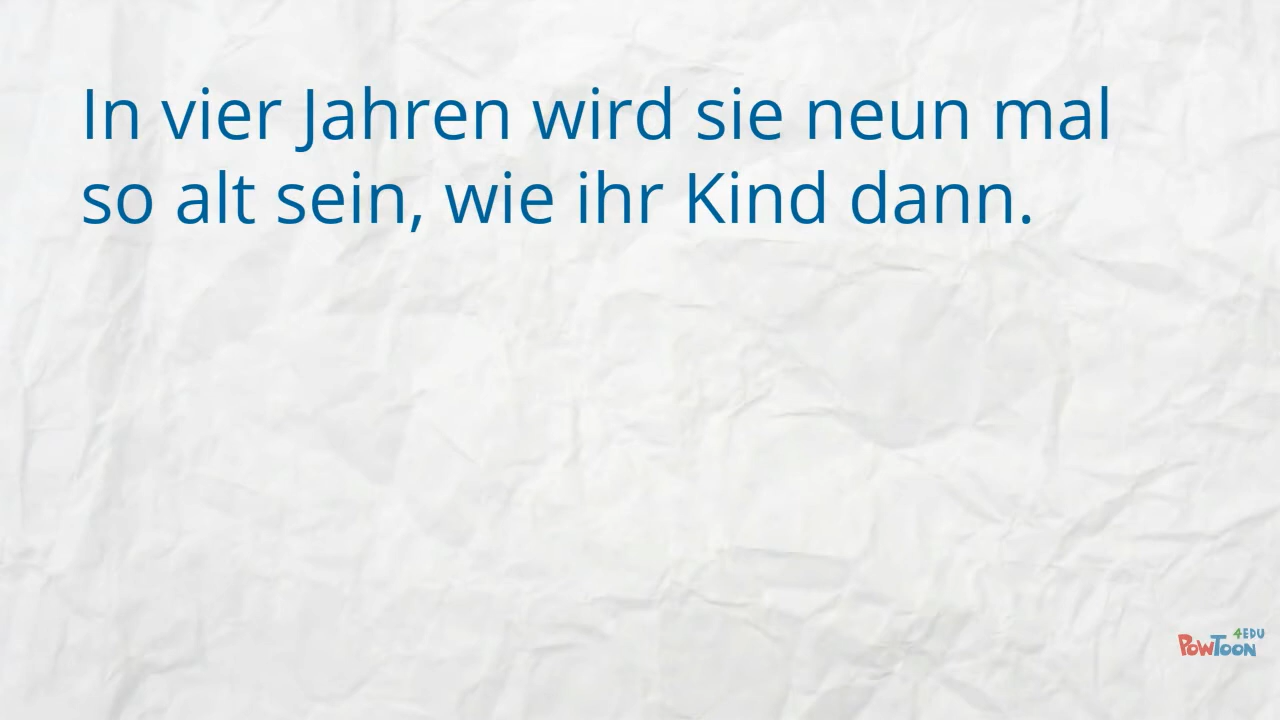 In vier Jahren wird sie neun mal
so alt sein, wie ihr Kind dann.
4EDU
POWTOON